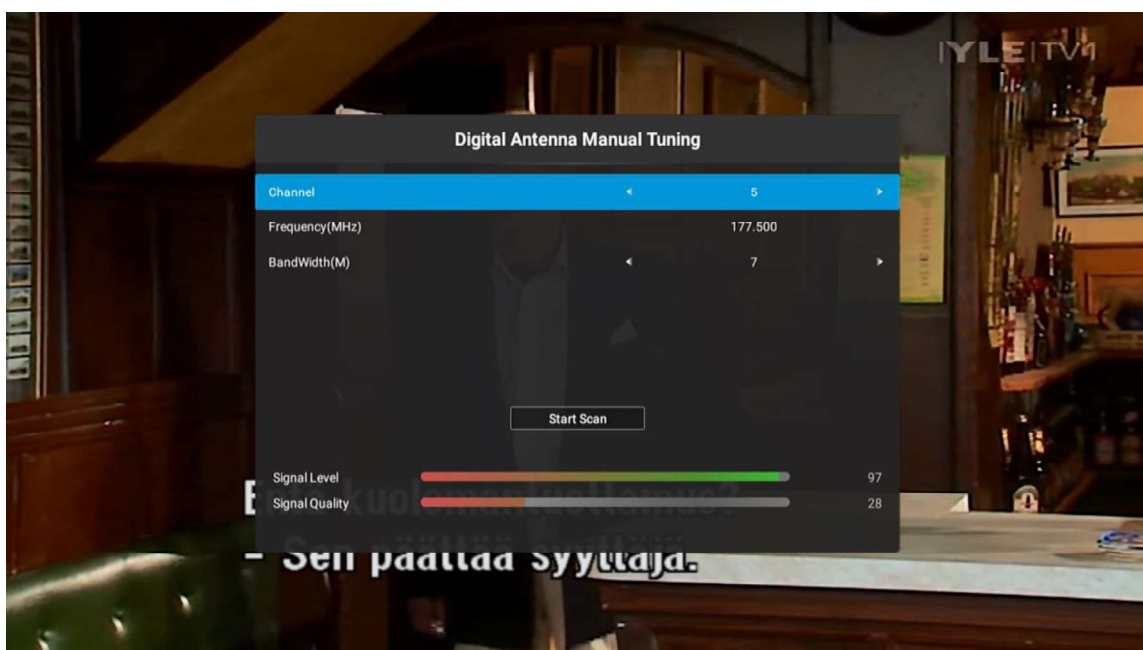 YLE TV1
Digital Antenna Manual Tuning
Channel 5
Frequency(MHz) 177.500
BandWidth(M) 7
Start Scan
Signal Level 97
Signal Quality 28
- Sen päättää syyttäjä.